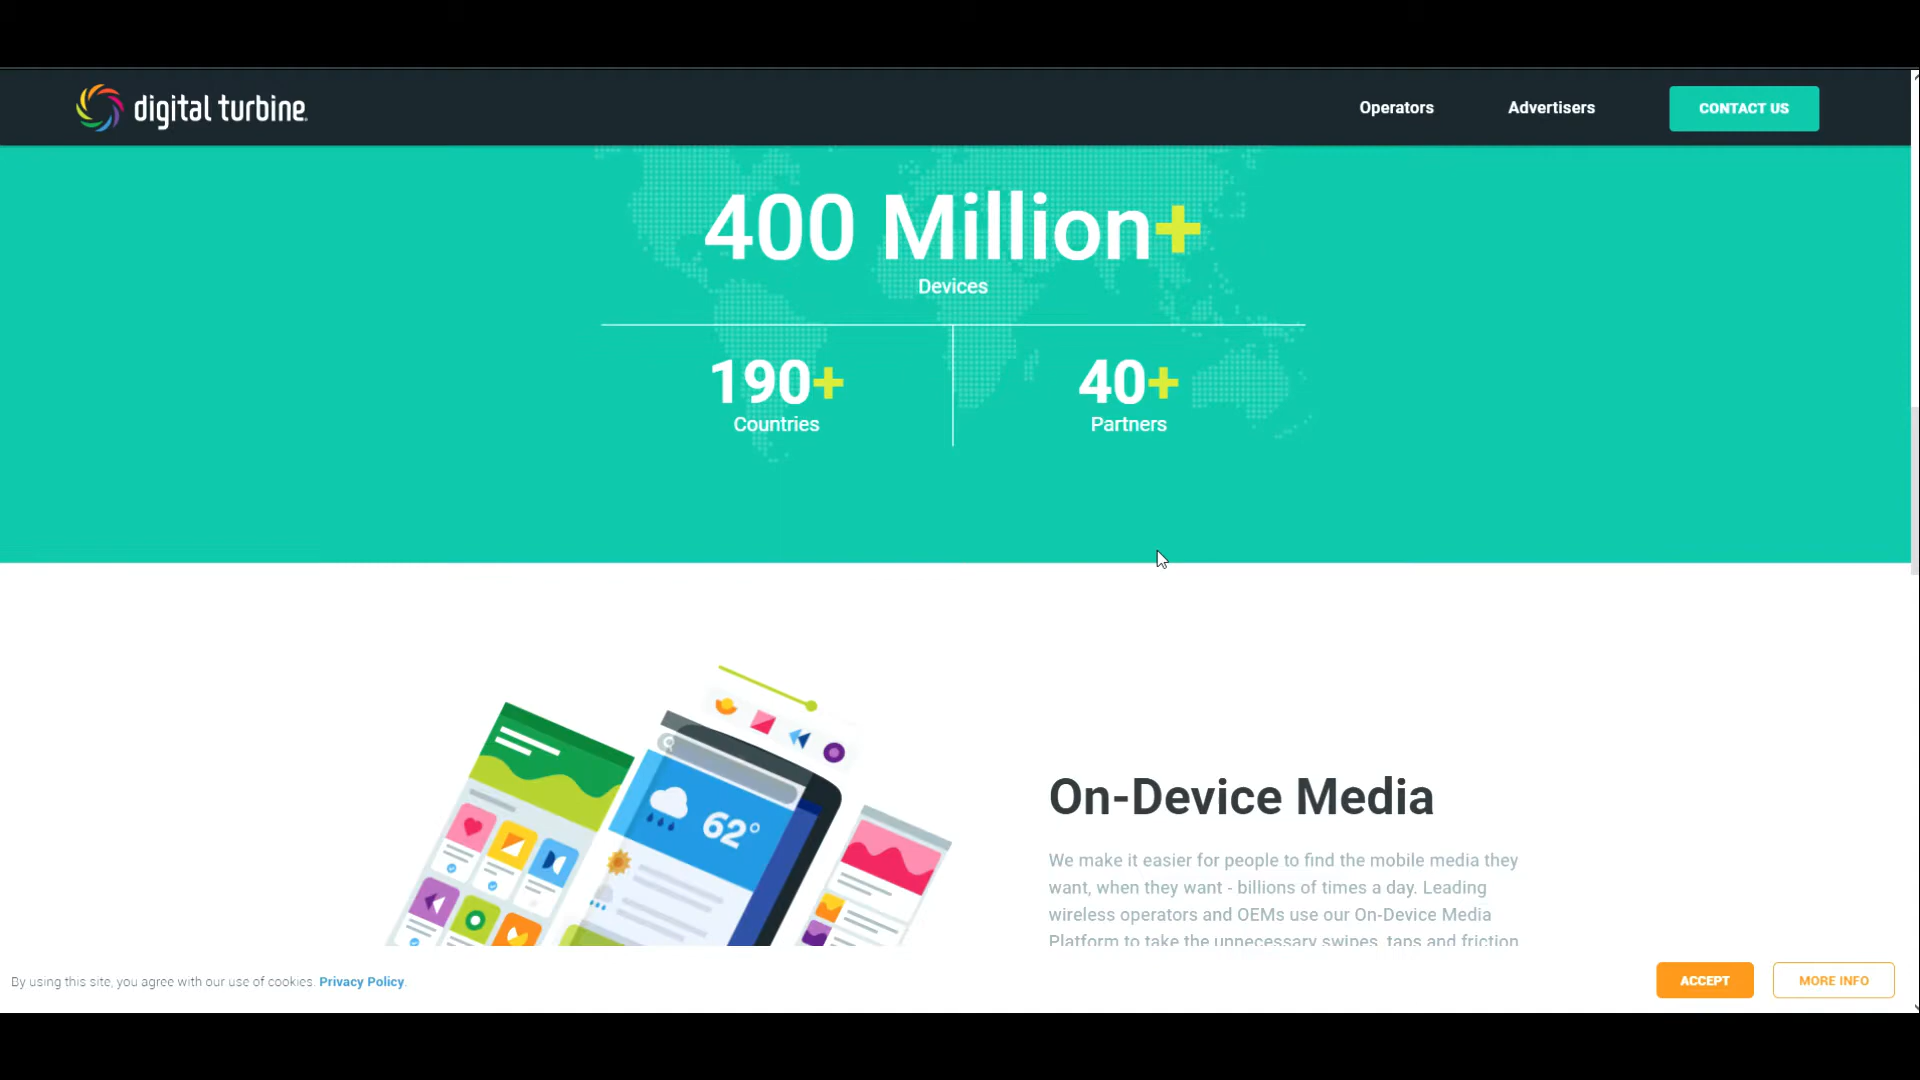 digital turbine.
Operators
Advertisers
CONTACT US
400 Million+
Devices
190+
Countries
40+
Partners
62°
On-Device Media
We make it easier for people to find the mobile media they
want, when they want - billions of times a day. Leading
wireless operators and OEMs use our On-Device Media
Platform to take the unnecessary swipes, taps and friction
By using this site, you agree with our use of cookies. Privacy Policy.
ACCEPT
MORE INFO